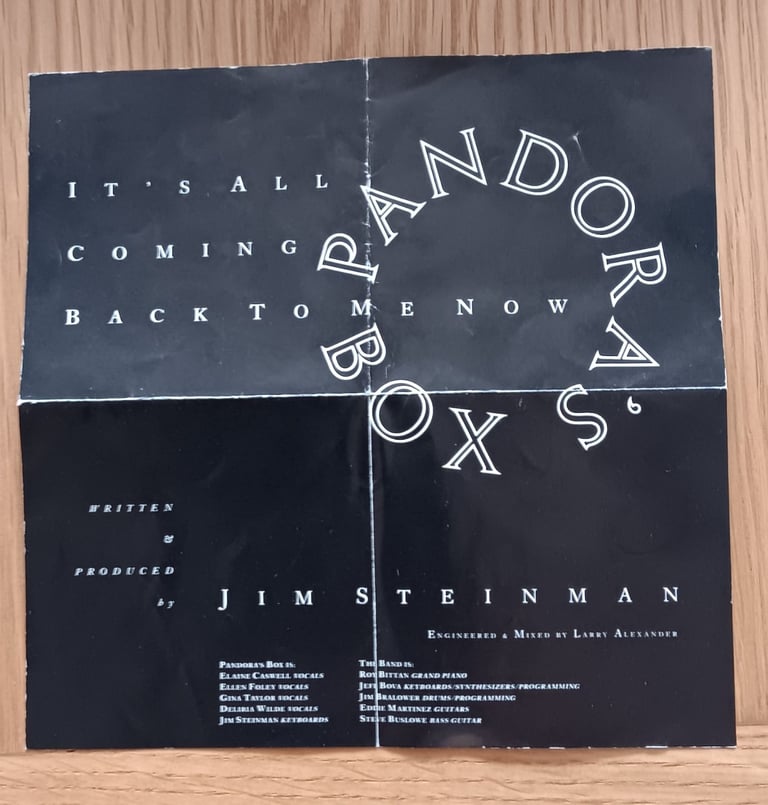 IT'S ALL
COMING
BACK TO ME NOW
PANDORA'S BOX
WRITTEN
&
PRODUCED
by
JIM STEINMAN
ENGINEERED & MIXED BY LARRY ALEXANDER
PANDORA'S BOX IS:
ELAINE CASWELL VOCALS
ELLEN FOLEY VOCALS
GINA TAYLOR VOCALS
DELIRIA WILDE VOCALS
JIM STEINMAN KEYBOARDS
THE BAND IS:
ROY BITTAN GRAND PIANO
JEFF BOVA KEYBOARDS/SYNTHESIZERS/PROGRAMMING
JIM BRALOWER DRUMS/PROGRAMMING
EDDIE MARTINEZ GUITARS
STEVE BUSLOWE BASS GUITAR